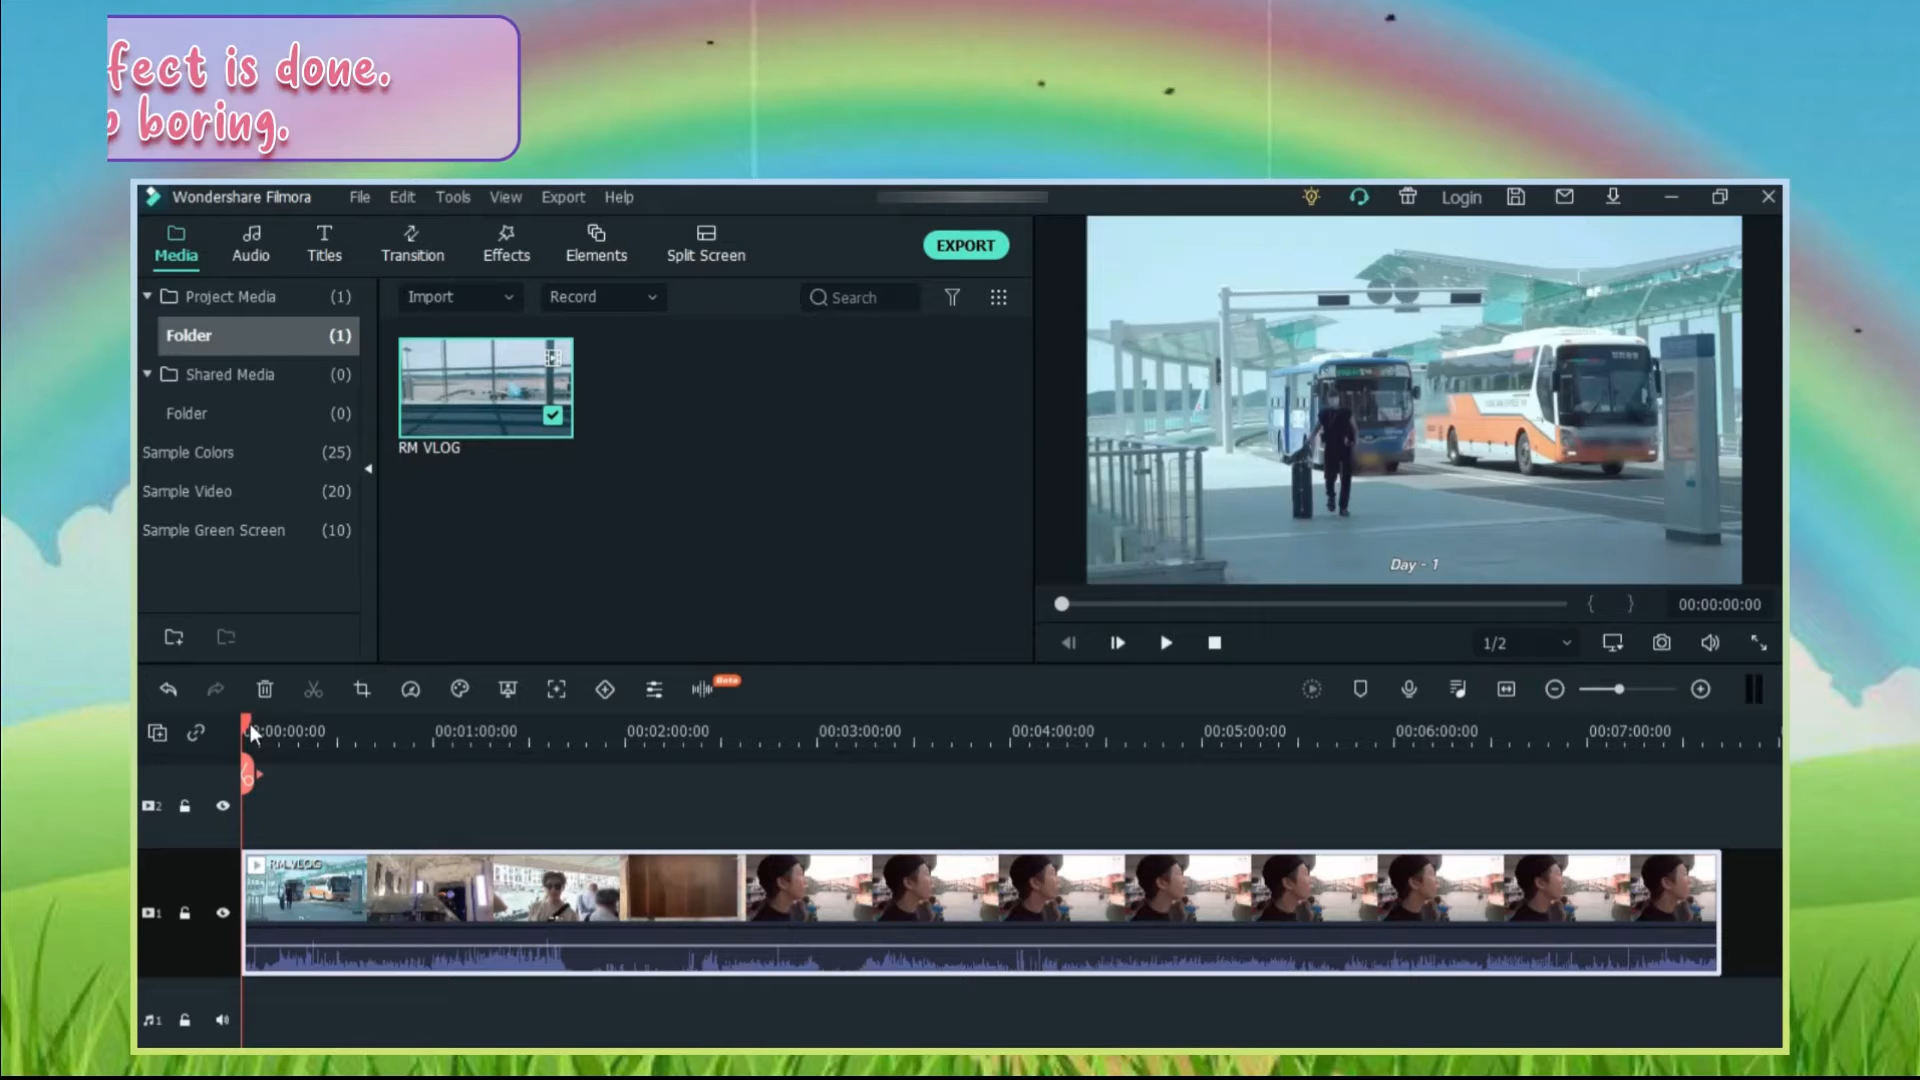 fect is done.
boring.
Wondershare Filmora File Edit Tools View Export Help Login
Media Audio Titles Transition Effects Elements Split Screen EXPORT
Project Media (1) Import Record Search
Folder (1)
Shared Media (0)
Folder (0)
RM VLOG
Sample Colors (25)
Sample Video (20)
Sample Green Screen (10)
Day - 1
00:00:00:00
1/2
Beta
:00:00:00 00:01:00:00 00:02:00:00 00:03:00:00 00:04:00:00 00:05:00:00 00:06:00:00 00:07:00:00
2
RM VLOG
1
1